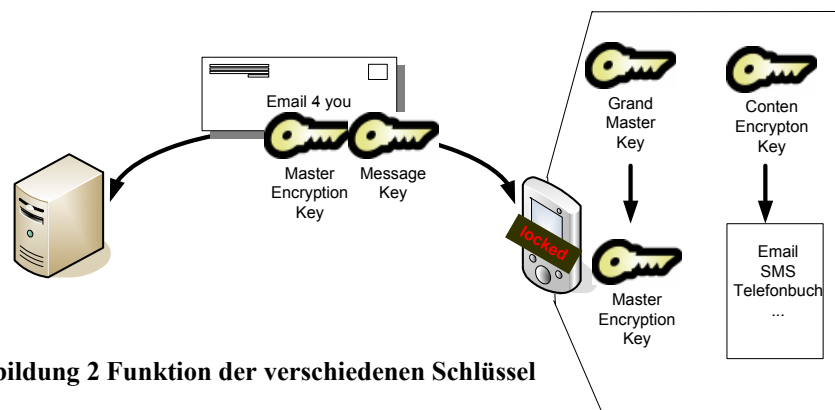 Email 4 you
Master
Encryption
Key
Message
Key
locked
Grand
Master
Key
Conten
Encrypton
Key
Master
Encryption
Key
Email
SMS
Telefonbuch
...
bildung 2 Funktion der verschiedenen Schlüssel